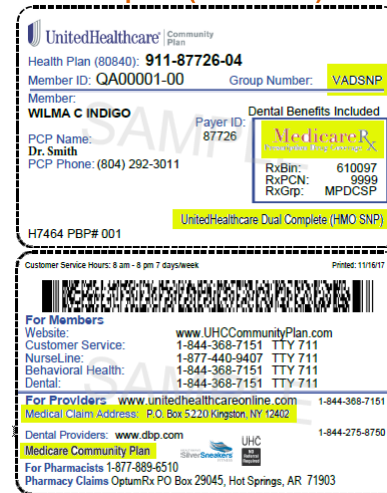 UnitedHealthcare Community Plan
Health Plan (80840): 911-87726-04
Member ID: QA00001-00 Group Number: VADSNP
Member:
WILMA C INDIGO
Dental Benefits Included
Payer ID:
87726
PCP Name:
Dr. Smith
PCP Phone: (804) 292-3011
MedicareRx
Prescription Drug Coverage
RxBin: 610097
RxPCN: 9999
RxGrp: MPDCSP
UnitedHealthcare Dual Complete (HMO SNP)
H7464 PBP# 001
SAMPLE
Customer Service Hours: 8 am - 8 pm 7 days/week Printed: 11/16/17
For Members
Website: www.UHCCommunityPlan.com
Customer Service: 1-844-368-7151 TTY 711
NurseLine: 1-877-440-9407 TTY 711
Behavioral Health: 1-844-368-7151 TTY 711
Dental: 1-844-368-7151 TTY 711
For Providers www.unitedhealthcareonline.com 1-844-368-7151
Medical Claim Address: P.O. Box 5220 Kingston, NY 12402
Dental Providers: www.dbp.com 1-844-275-8750
Medicare Community Plan
SilverSneakers
UHC
No Referral Required
For Pharmacists 1-877-889-6510
Pharmacy Claims OptumRx PO Box 29045, Hot Springs, AR 71903